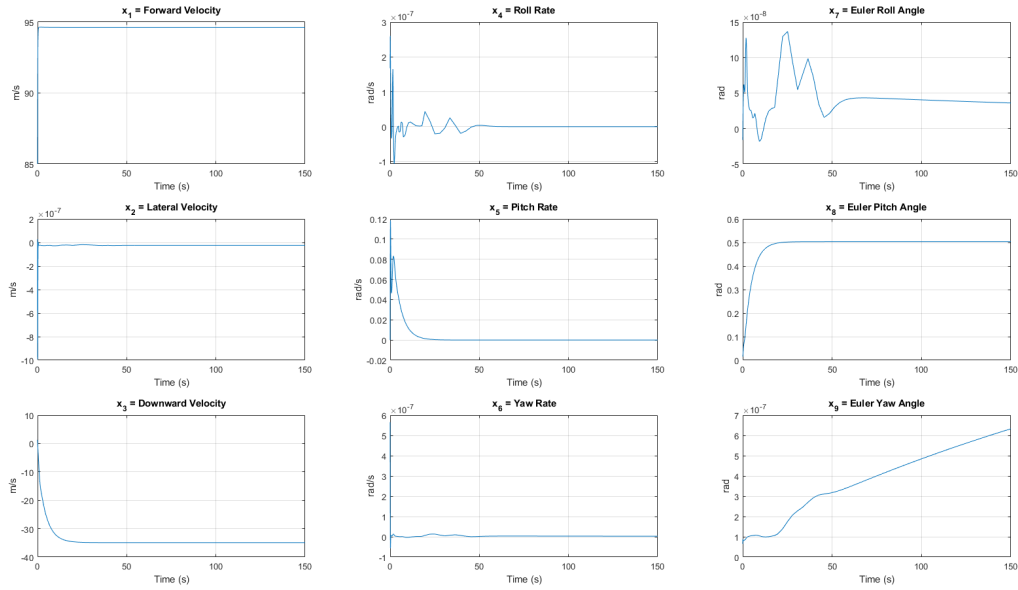 x1 = Forward Velocity
95
90
85
m/s
0 50 100 150
Time (s)
x4 = Roll Rate
×10-7
3
2
1
0
-1
rad/s
0 50 100 150
Time (s)
x7 = Euler Roll Angle
×10-8
15
10
5
0
-5
rad
0 50 100 150
Time (s)
x2 = Lateral Velocity
×10-7
2
0
-2
-4
-6
-8
-10
m/s
0 50 100 150
Time (s)
x5 = Pitch Rate
0.12
0.1
0.08
0.06
0.04
0.02
0
-0.02
rad/s
0 50 100 150
Time (s)
x8 = Euler Pitch Angle
0.6
0.5
0.4
0.3
0.2
0.1
0
rad
0 50 100 150
Time (s)
x3 = Downward Velocity
10
0
-10
-20
-30
-40
m/s
0 50 100 150
Time (s)
x6 = Yaw Rate
×10-7
6
5
4
3
2
1
0
-1
rad/s
0 50 100 150
Time (s)
x9 = Euler Yaw Angle
×10-7
7
6
5
4
3
2
1
0
rad
0 50 100 150
Time (s)